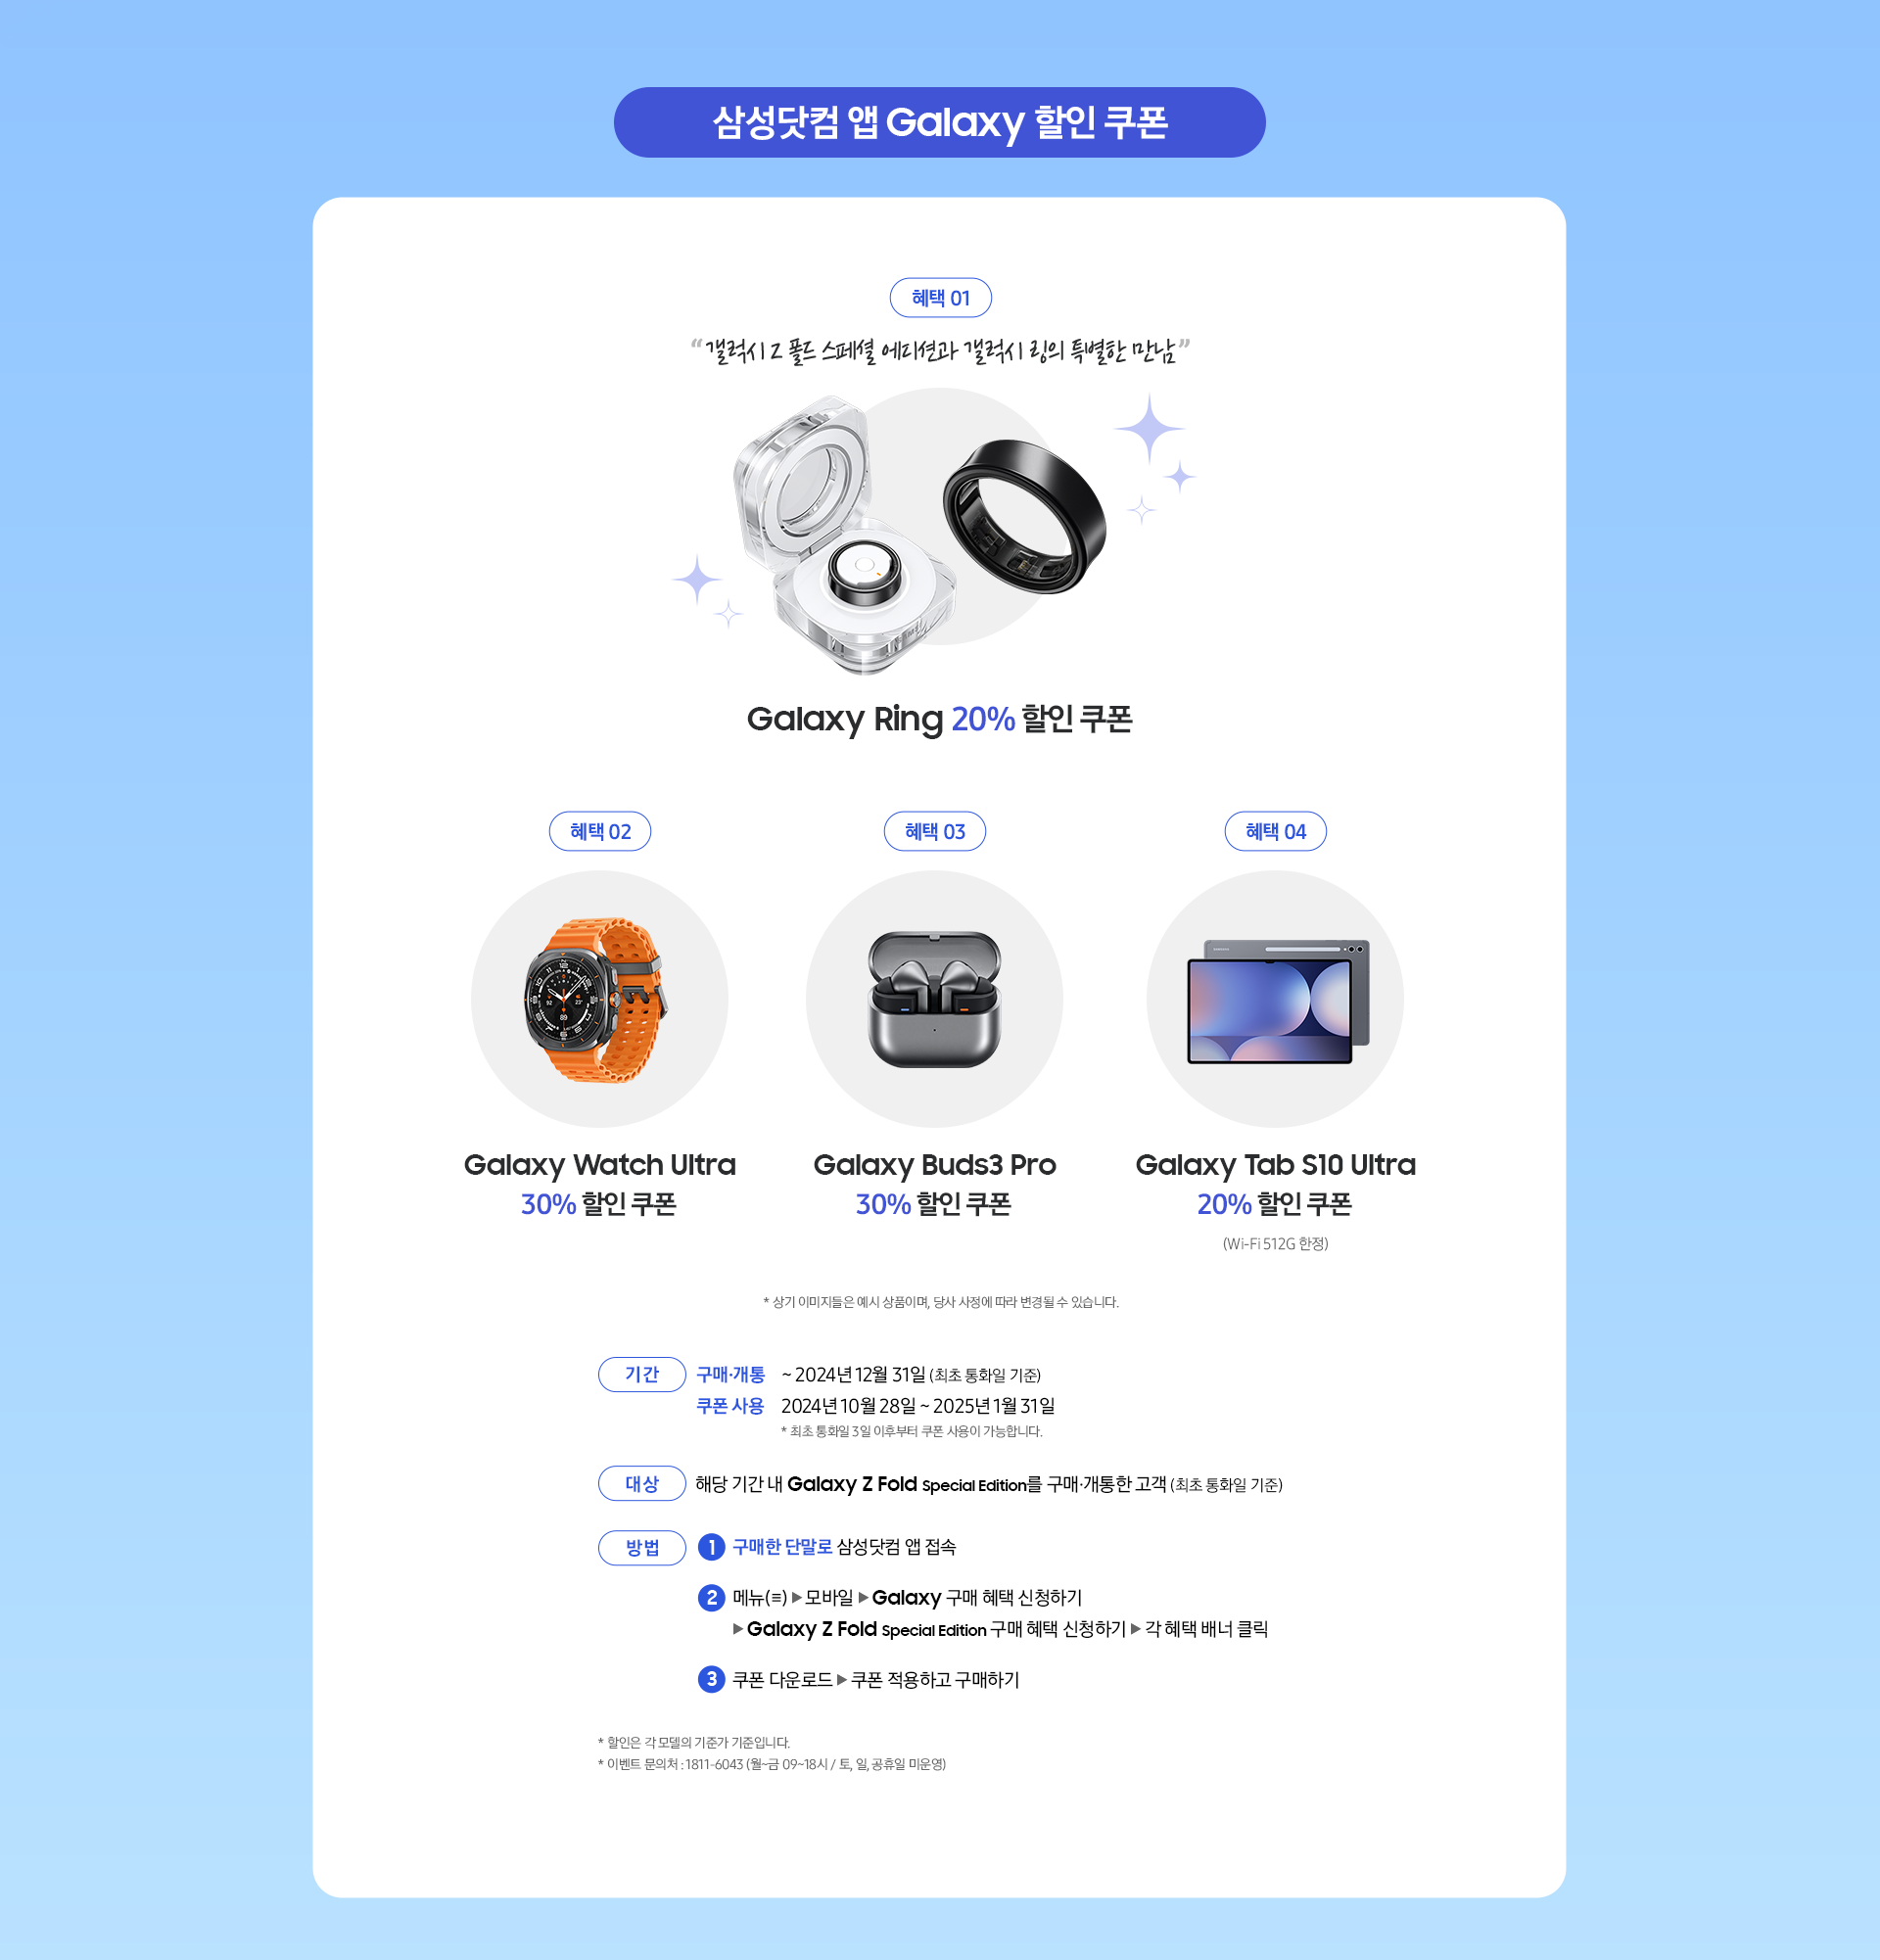 삼성닷컴 앱 Galaxy 할인 쿠폰
혜택 01
“갤럭시 Z 폴드 스페셜 에디션과 갤럭시 링의 특별한 만남”
Galaxy Ring 20% 할인 쿠폰
혜택 02
혜택 03
혜택 04
Galaxy Watch Ultra
30% 할인 쿠폰
Galaxy Buds3 Pro
30% 할인 쿠폰
Galaxy Tab S10 Ultra
20% 할인 쿠폰
(Wi-Fi 512G 한정)
* 상기 이미지들은 예시 상품이며, 당사 사정에 따라 변경될 수 있습니다.
기간 구매·개통 ~ 2024년 12월 31일 (최초 통화일 기준)
쿠폰 사용 2024년 10월 28일 ~ 2025년 1월 31일
* 최초 통화일 3일 이후부터 쿠폰 사용이 가능합니다.
대상 해당 기간 내 Galaxy Z Fold Special Edition를 구매·개통한 고객 (최초 통화일 기준)
방법 1 구매한 단말로 삼성닷컴 앱 접속
2 메뉴(≡) ▶ 모바일 ▶ Galaxy 구매 혜택 신청하기
▶ Galaxy Z Fold Special Edition 구매 혜택 신청하기 ▶ 각 혜택 배너 클릭
3 쿠폰 다운로드 ▶ 쿠폰 적용하고 구매하기
* 할인은 각 모델의 기준가 기준입니다.
* 이벤트 문의처 : 1811-6043 (월~금 09~18시 / 토, 일, 공휴일 미운영)